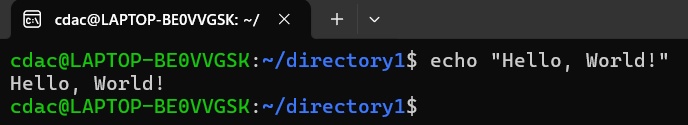 cdac@LAPTOP-BE0VVGSK: ~/
cdac@LAPTOP-BE0VVGSK:~/directory1$ echo "Hello, World!"
Hello, World!
cdac@LAPTOP-BE0VVGSK:~/directory1$